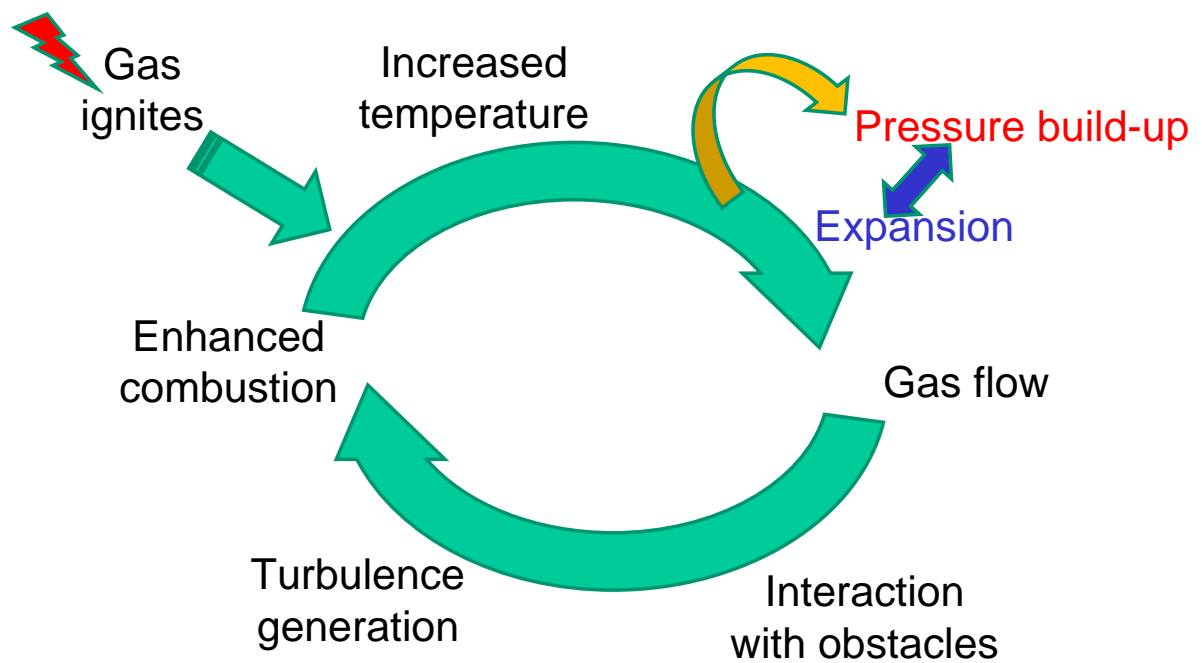 Gas
ignites
Increased
temperature
Pressure build-up
Expansion
Enhanced
combustion
Gas flow
Turbulence
generation
Interaction
with obstacles